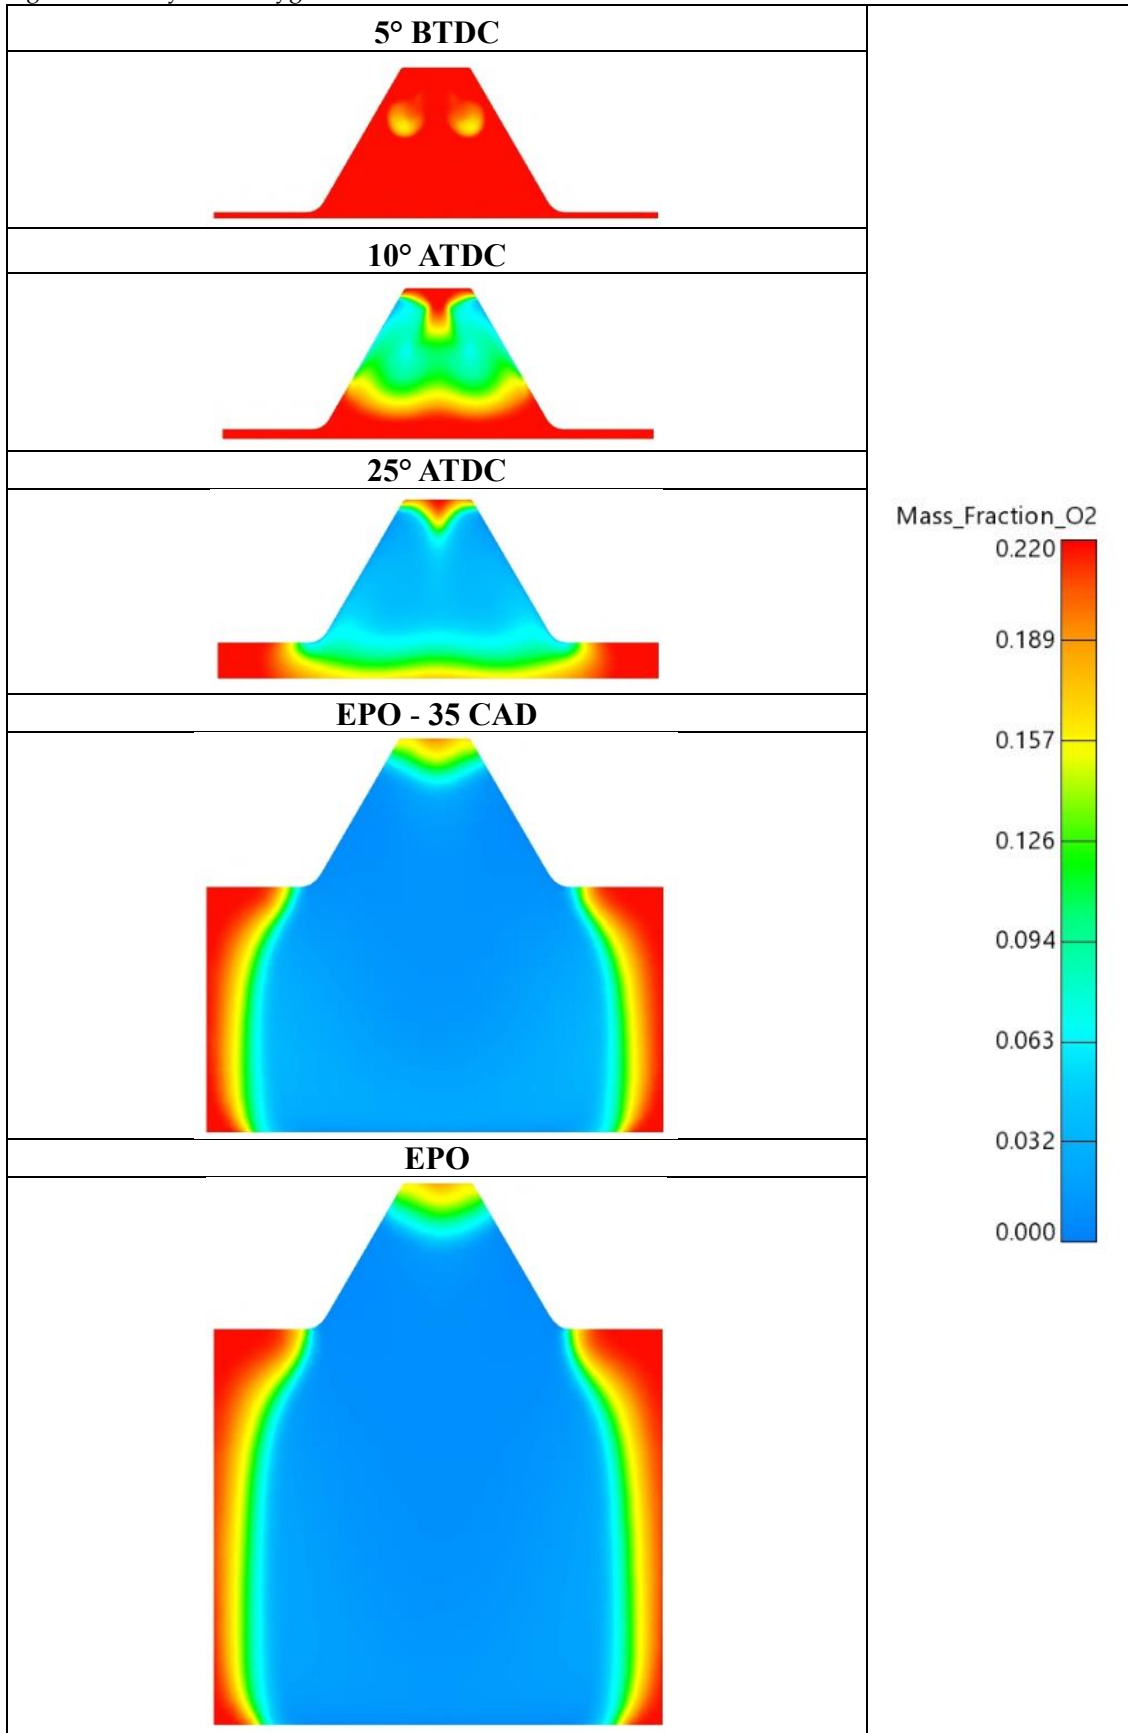 5° BTDC
10° ATDC
25° ATDC
EPO - 35 CAD
EPO
Mass_Fraction_O2
0.220
0.189
0.157
0.126
0.094
0.063
0.032
0.000